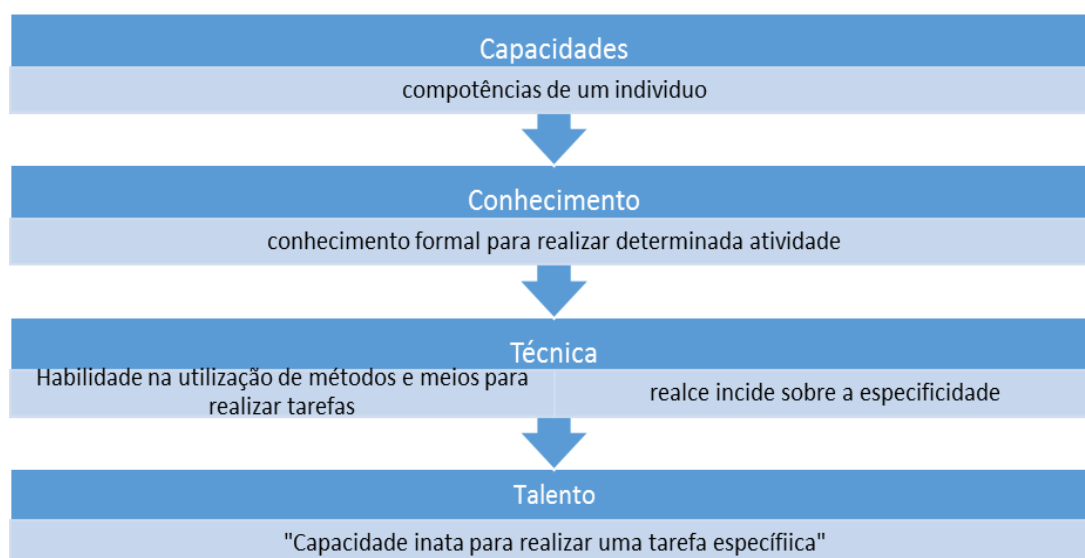 Capacidades
compotências de um individuo
Conhecimento
conhecimento formal para realizar determinada atividade
Técnica
Habilidade na utilização de métodos e meios para
realizar tarefas
realce incide sobre a especificidade
Talento
"Capacidade inata para realizar uma tarefa específiica"